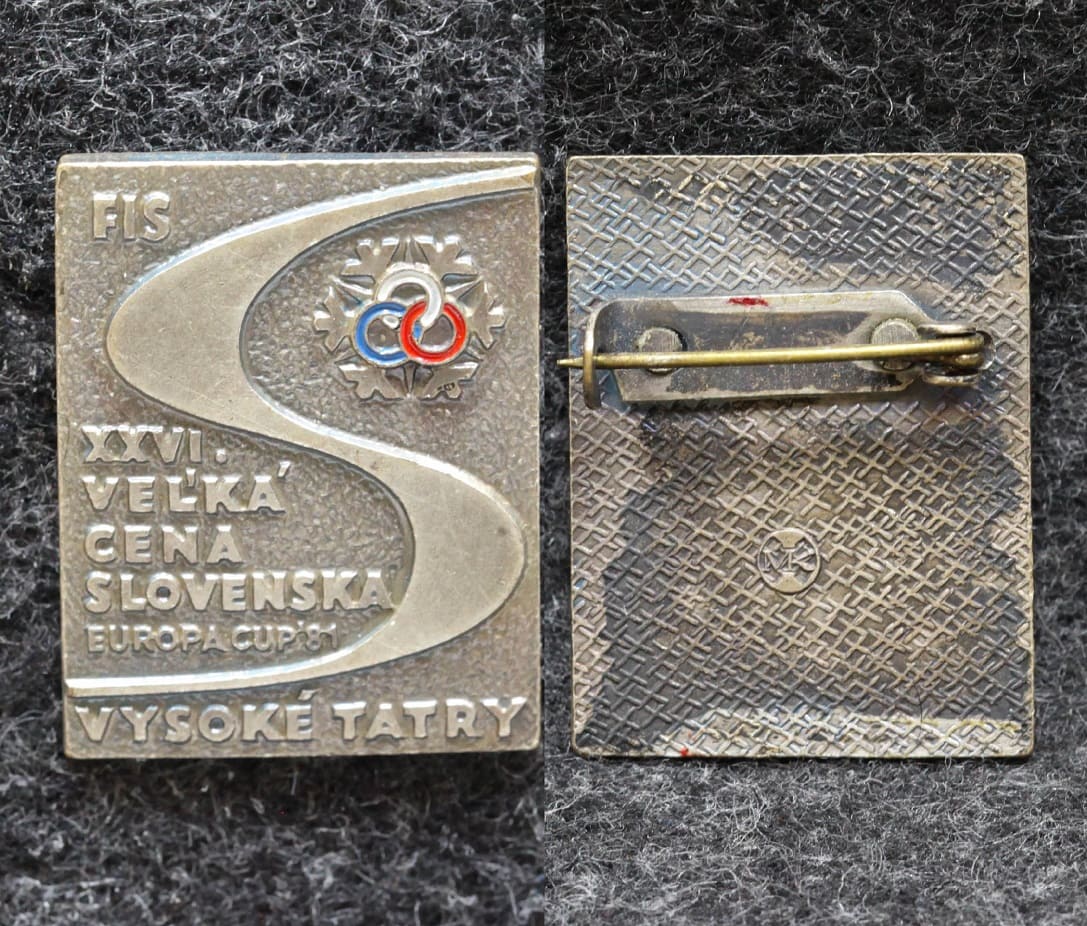 FIS
XXVI.
VEĽKÁ
CENA
SLOVENSKA
EUROPA CUP'81
VYSOKÉ TATRY
MK